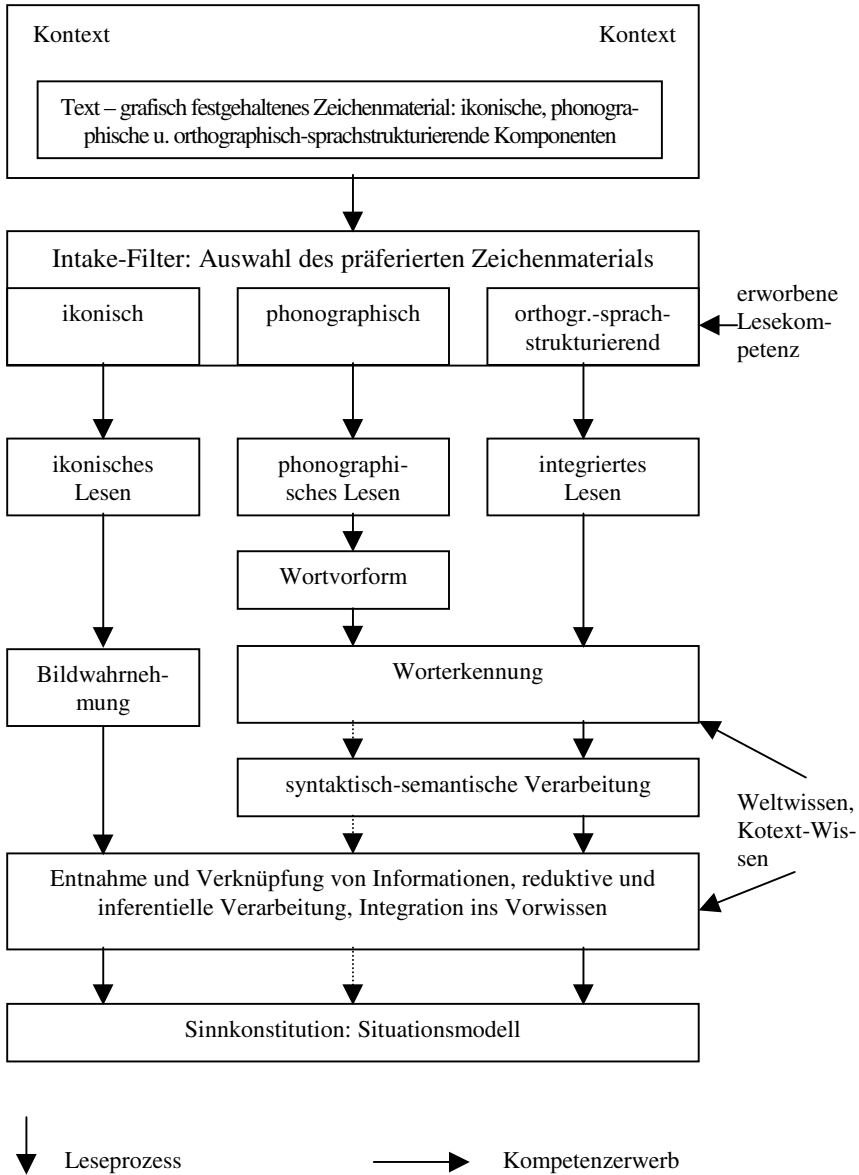 Kontext
Kontext
Text – grafisch festgehaltenes Zeichenmaterial: ikonische, phonogra-
phische u. orthographisch-sprachstrukturierende Komponenten
Intake-Filter: Auswahl des präferierten Zeichenmaterials
ikonisch
phonographisch
orthogr.-sprach-
strukturierend
erworbene
Lesekom-
petenz
ikonisches
Lesen
phonographi-
sches Lesen
integriertes
Lesen
Wortvorform
Bildwahrneh-
mung
Worterkennung
syntaktisch-semantische Verarbeitung
Weltwissen,
Kotext-Wis-
sen
Entnahme und Verknüpfung von Informationen, reduktive und
inferentielle Verarbeitung, Integration ins Vorwissen
Sinnkonstitution: Situationsmodell
Leseprozess
Kompetenzerwerb